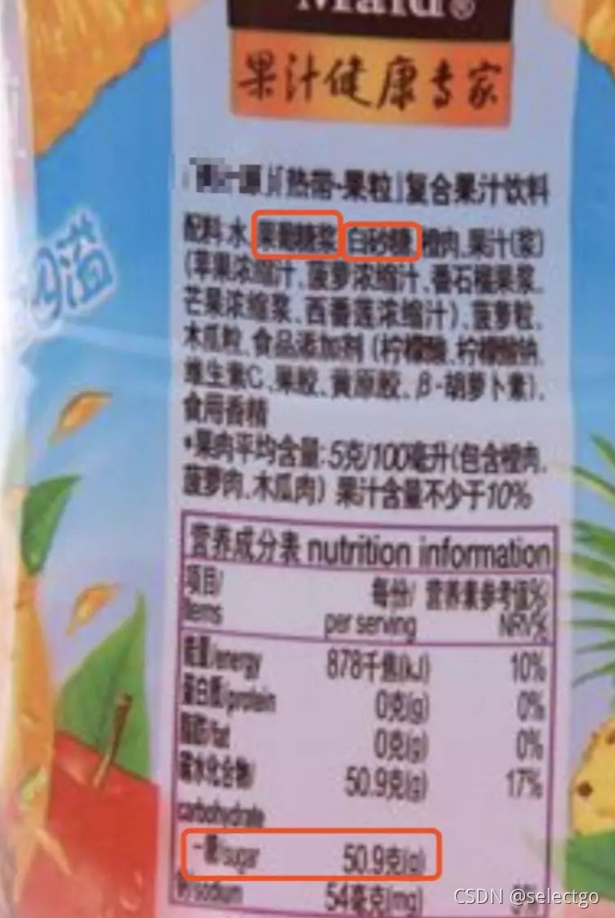 Maid®
果汁健康专家
「热带果粒」复合果汁饮料
配料:水、果葡糖浆、白砂糖、橙肉、果汁(浆)
(苹果浓缩汁、菠萝浓缩汁、番石榴果浆、
芒果浓缩浆、西番莲浓缩汁)、菠萝粒、
木瓜粒、食品添加剂(柠檬酸、柠檬酸钠、
维生素C、果胶、黄原胶、β-胡萝卜素)、
食用香精
*果肉平均含量:5克/100毫升(包含橙肉、
菠萝肉、木瓜肉) 果汁含量不少于10%
营养成分表 nutrition information
项目/ 每份/ 营养素参考值%/
Items per serving NRV%
能量/energy 878千焦(kJ) 10%
蛋白质/protein 0克(g) 0%
脂肪/fat 0克(g) 0%
碳水化合物/ 50.9克(g) 17%
carbohydrate
-糖/sugar 50.9克(g)
钠/sodium 54毫克(mg)
CSDN @selectgo